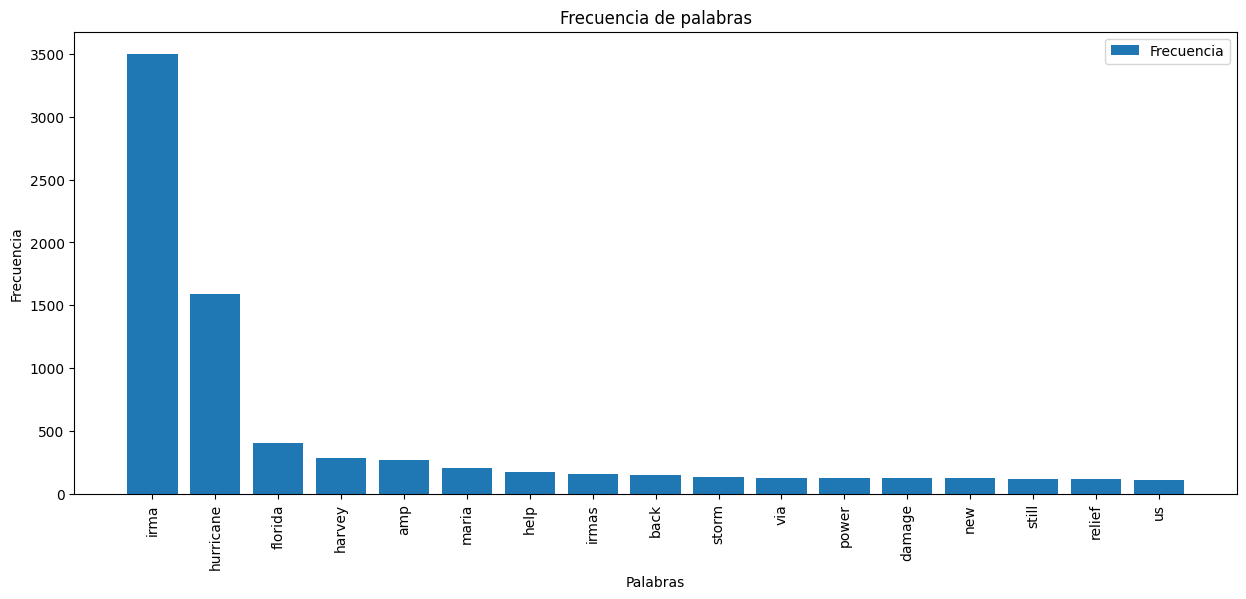 Frecuencia de palabras
Frecuencia
Frecuencia
3500
3000
2500
2000
1500
1000
500
0
irma
hurricane
florida
harvey
amp
maria
help
irmas
back
storm
via
power
damage
new
still
relief
us
Palabras